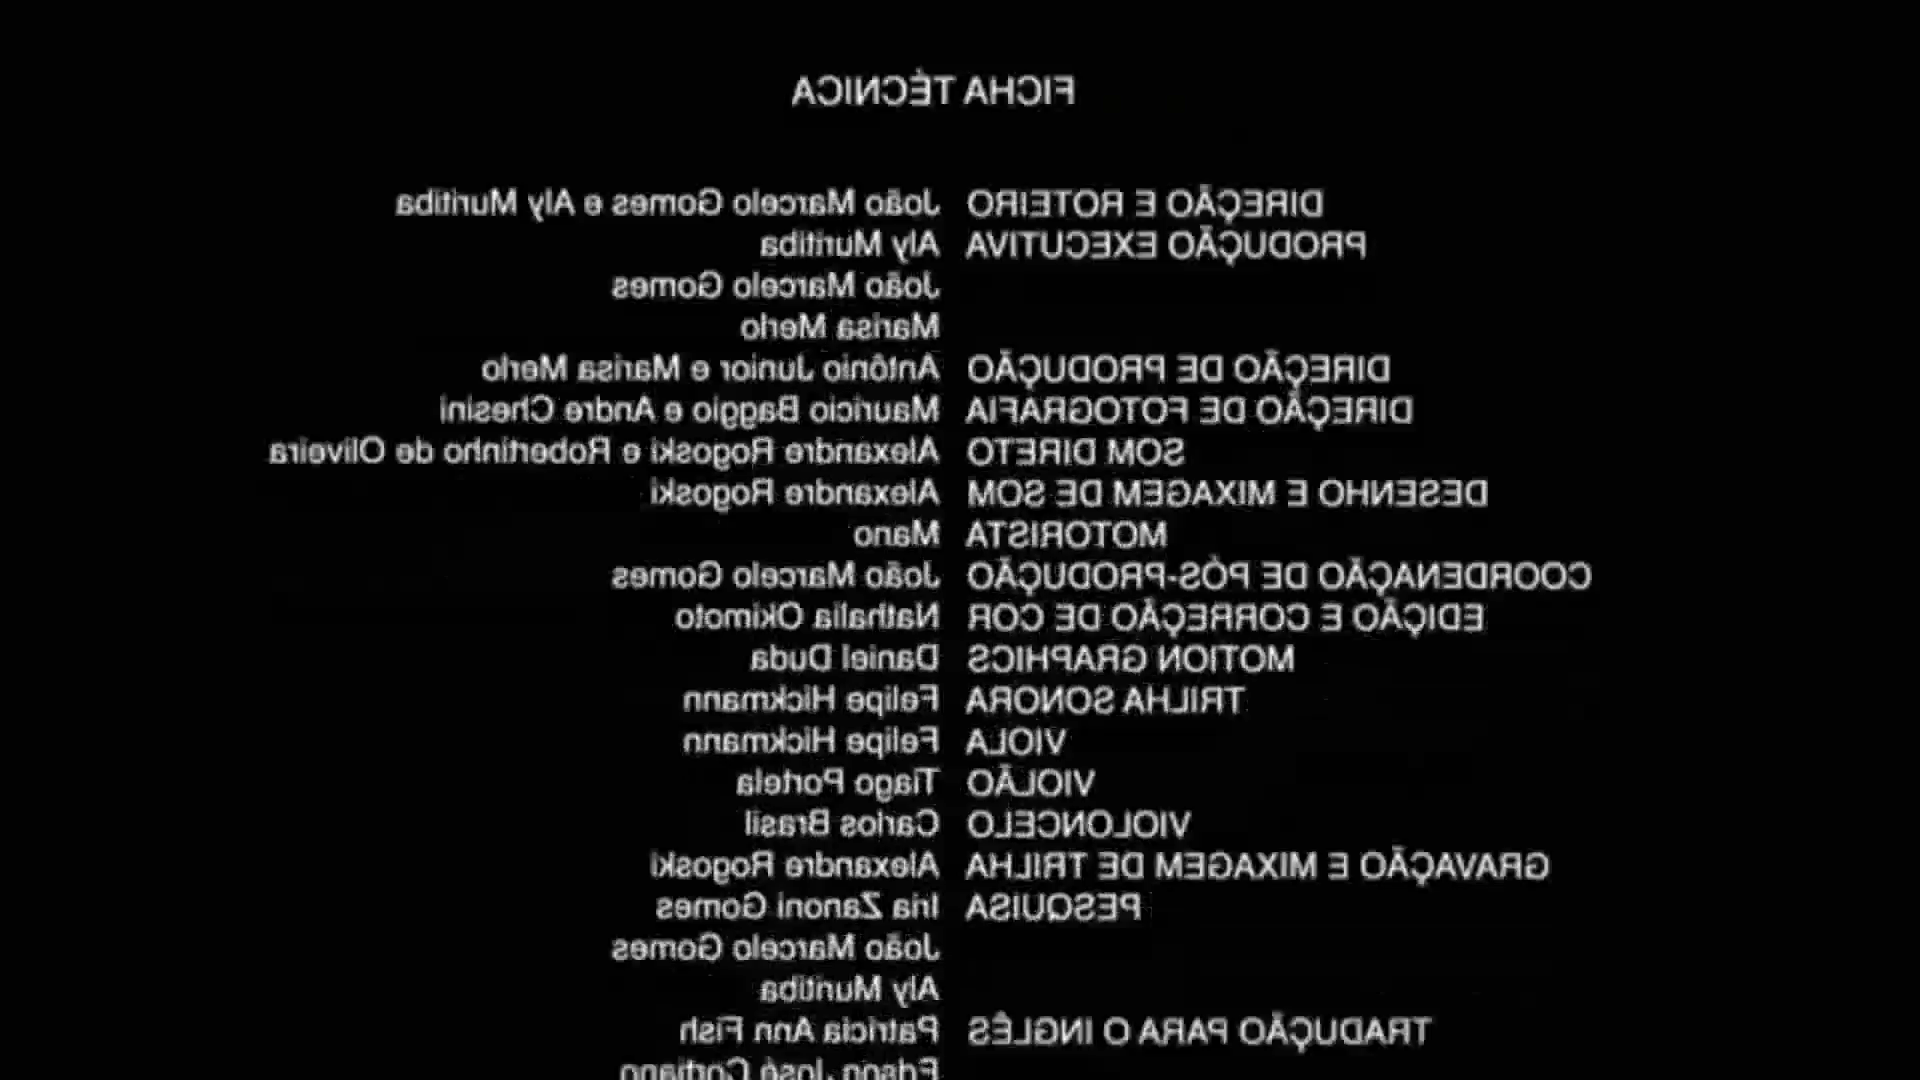 FICHA TÉCNICA
DIREÇÃO E ROTEIRO João Marcelo Gomes e Aly Muritiba
PRODUÇÃO EXECUTIVA Aly Muritiba
João Marcelo Gomes
Marisa Merlo
DIREÇÃO DE PRODUÇÃO Antônio Junior e Marisa Merlo
DIREÇÃO DE FOTOGRAFIA Mauricio Baggio e Andre Chesini
SOM DIRETO Alexandre Rogoski e Robertinho de Oliveira
DESENHO E MIXAGEM DE SOM Alexandre Rogoski
MOTORISTA Mano
COORDENAÇÃO DE PÓS-PRODUÇÃO João Marcelo Gomes
EDIÇÃO E CORREÇÃO DE COR Nathalia Okimoto
MOTION GRAPHICS Daniel Duda
TRILHA SONORA Felipe Hickmann
VIOLA Felipe Hickmann
VIOLÃO Tiago Portela
VIOLONCELO Carlos Brasil
GRAVAÇÃO E MIXAGEM DE TRILHA Alexandre Rogoski
PESQUISA Iria Zanoni Gomes
João Marcelo Gomes
Aly Muritiba
TRADUÇÃO PARA O INGLÊS Patricia Ann Fish
Edson José Cortiano